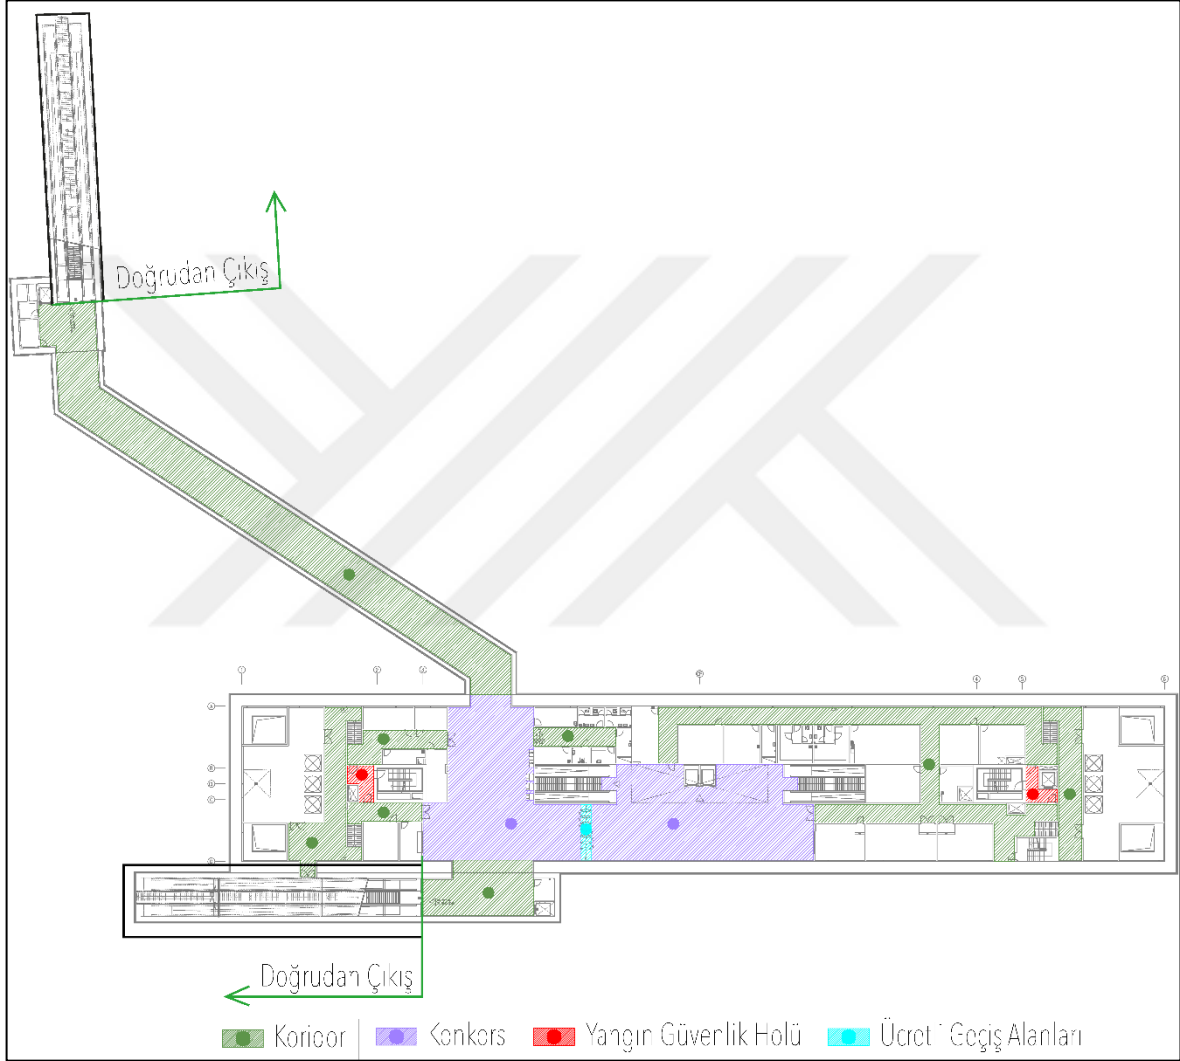 Doğrudan Çıkış
Doğrudan Çıkış
Koridor Konkors Yangın Güvenlik Holü Ücretli Geçiş Alanları